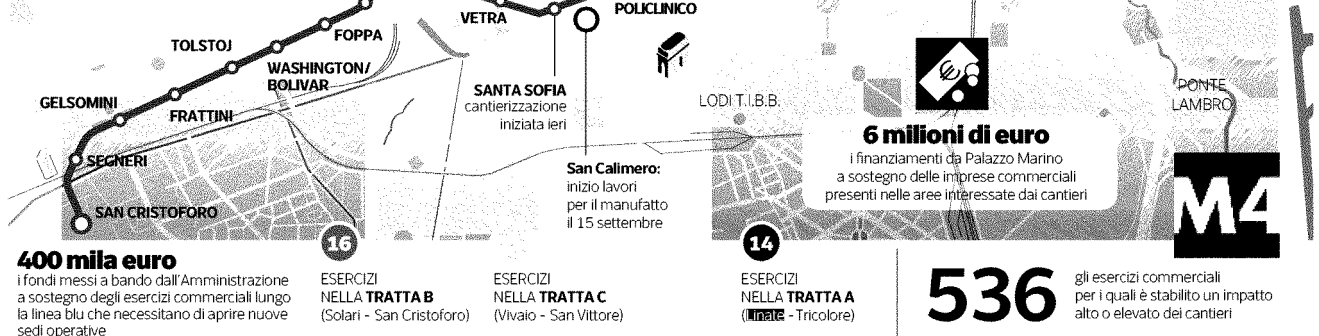 VETRA
POLICLINICO
FOPPA
TOLSTOJ
WASHINGTON/
BOLIVAR
SANTA SOFIA
cantierizzazione
iniziata ieri
GELSOMINI
FRATTINI
LODI T.I.B.B.
PONTE
LAMBRO
6 milioni di euro
i finanziamenti da Palazzo Marino
a sostegno delle imprese commerciali
presenti nelle aree interessate dai cantieri
SEGNERI
San Calimero:
inizio lavori
per il manufatto
il 15 settembre
SAN CRISTOFORO
M4
400 mila euro
i fondi messi a bando dall'Amministrazione
a sostegno degli esercizi commerciali lungo
la linea blu che necessitano di aprire nuove
sedi operative
16
ESERCIZI
NELLA TRATTA B
(Solari - San Cristoforo)
ESERCIZI
NELLA TRATTA C
(Vivaio - San Vittore)
14
ESERCIZI
NELLA TRATTA A
(Linate - Tricolore)
536
gli esercizi commerciali
per i quali è stabilito un impatto
alto o elevato dei cantieri